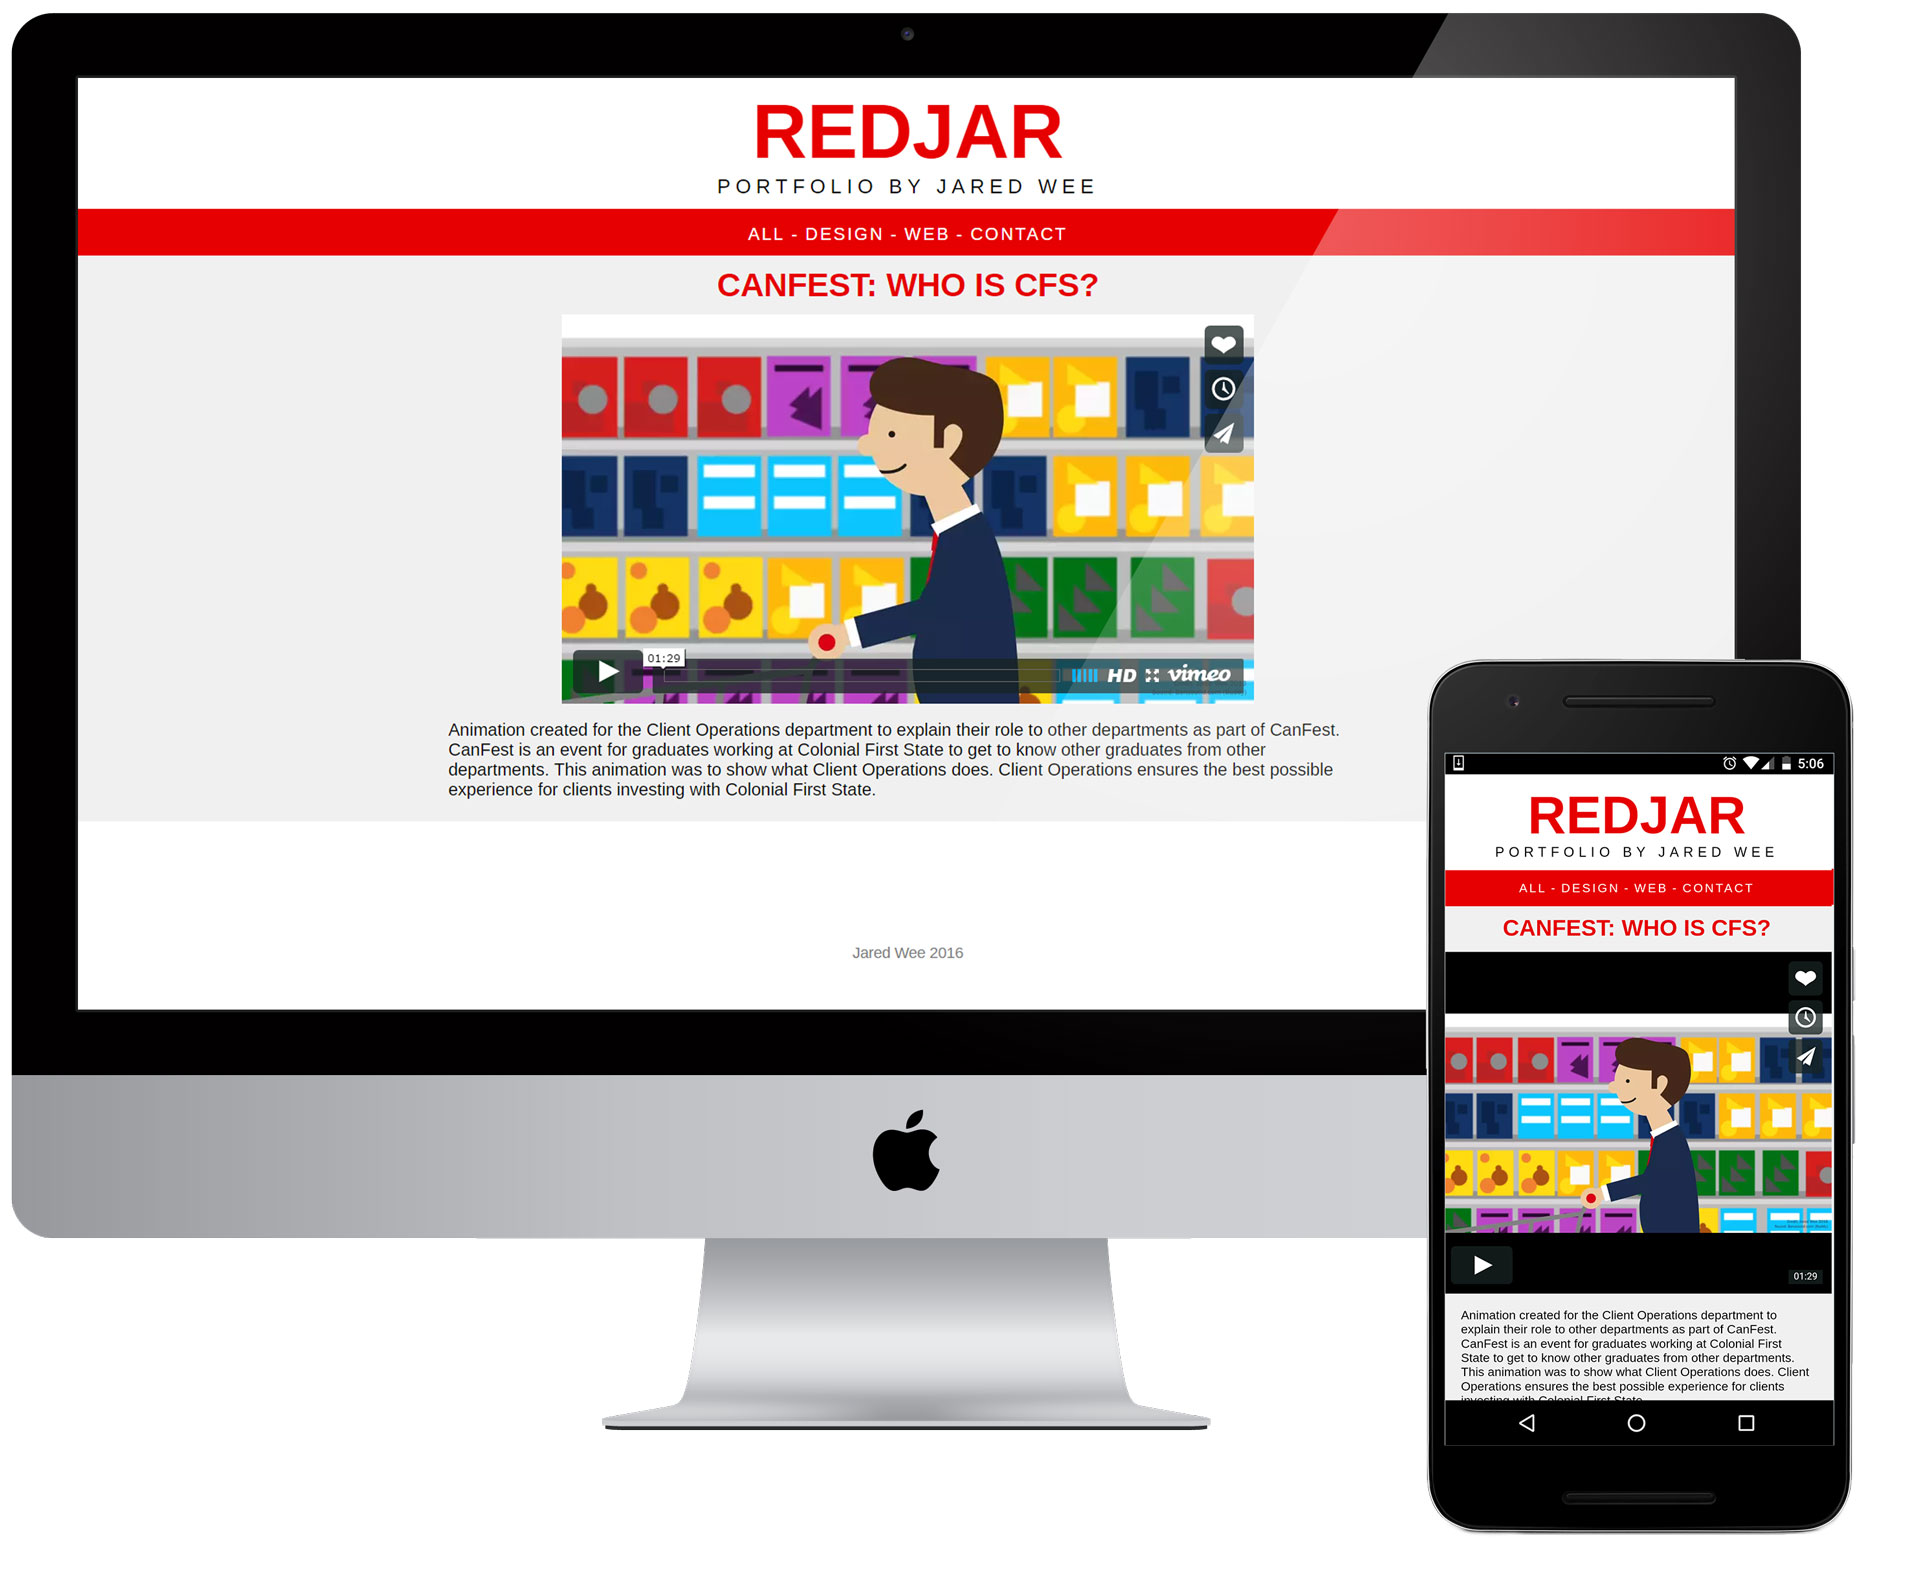 REDJAR
PORTFOLIO BY JARED WEE
ALL - DESIGN - WEB - CONTACT
CANFEST: WHO IS CFS?
01:29
HD vimeo
Animation created for the Client Operations department to explain their role to other departments as part of CanFest.
CanFest is an event for graduates working at Colonial First State to get to know other graduates from other
departments. This animation was to show what Client Operations does. Client Operations ensures the best possible
experience for clients investing with Colonial First State.
Jared Wee 2016
5:06
REDJAR
PORTFOLIO BY JARED WEE
ALL - DESIGN - WEB - CONTACT
CANFEST: WHO IS CFS?
01:29
Animation created for the Client Operations department to
explain their role to other departments as part of CanFest.
CanFest is an event for graduates working at Colonial First
State to get to know other graduates from other departments.
This animation was to show what Client Operations does. Client
Operations ensures the best possible experience for clients
investing with Colonial First State.